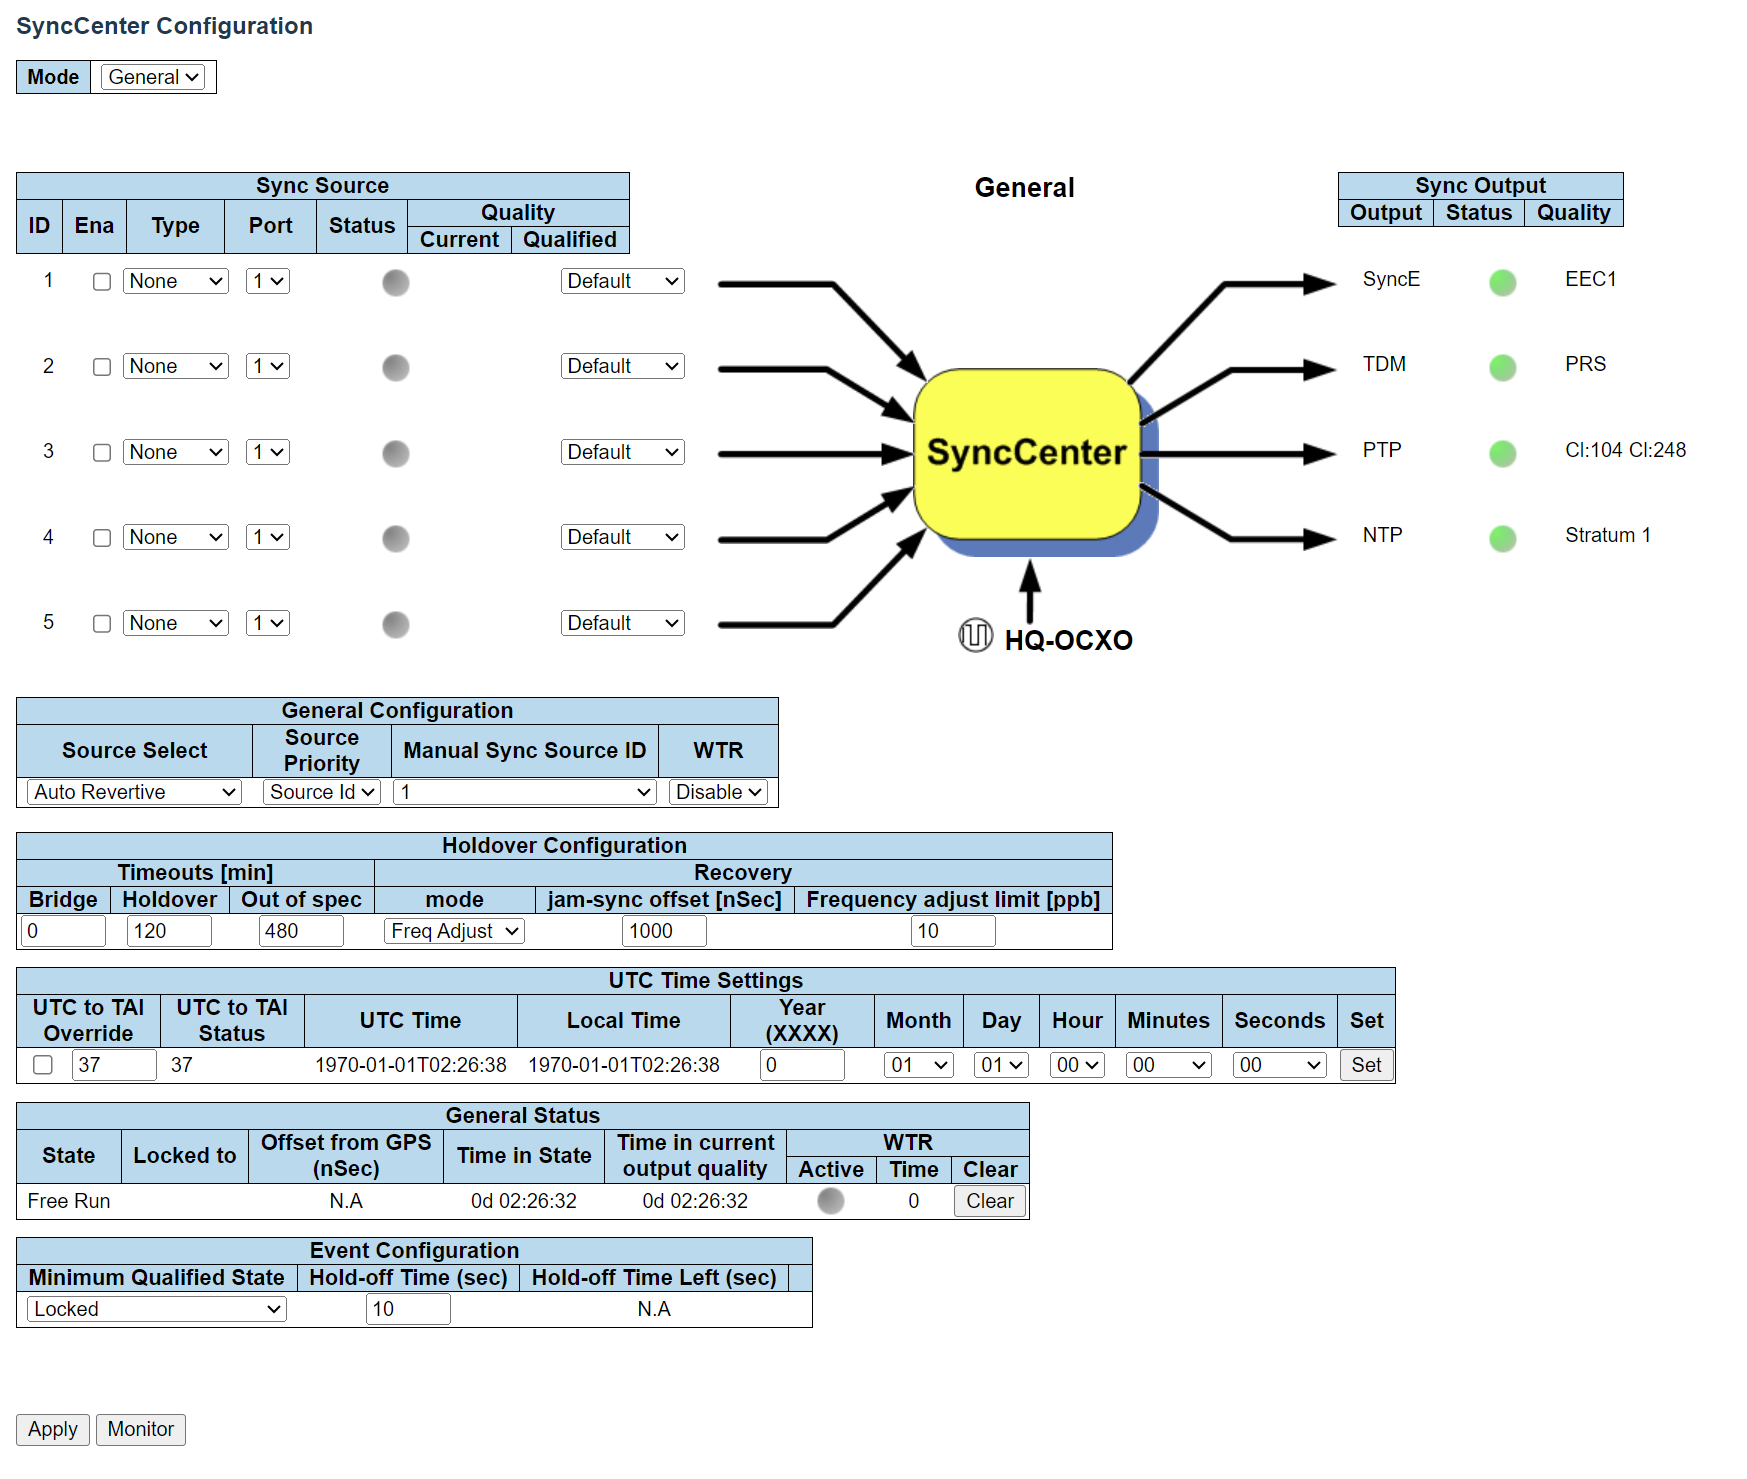 SyncCenter Configuration
Mode General
General
Sync Source
ID Ena Type Port Status Quality
Current Qualified
1 None 1 Default
2 None 1 Default
3 None 1 Default
4 None 1 Default
5 None 1 Default
SyncCenter
HQ-OCXO
Sync Output
Output Status Quality
SyncE EEC1
TDM PRS
PTP Cl:104 Cl:248
NTP Stratum 1
General Configuration
Source Select Source Priority Manual Sync Source ID WTR
Auto Revertive Source Id 1 Disable
Holdover Configuration
Timeouts [min] Recovery
Bridge Holdover Out of spec mode jam-sync offset [nSec] Frequency adjust limit [ppb]
0 120 480 Freq Adjust 1000 10
UTC Time Settings
UTC to TAI Override UTC to TAI Status UTC Time Local Time Year (XXXX) Month Day Hour Minutes Seconds Set
37 37 1970-01-01T02:26:38 1970-01-01T02:26:38 0 01 01 00 00 00 Set
General Status
State Locked to Offset from GPS (nSec) Time in State Time in current output quality WTR
Active Time Clear
Free Run N.A 0d 02:26:32 0d 02:26:32 0 Clear
Event Configuration
Minimum Qualified State Hold-off Time (sec) Hold-off Time Left (sec)
Locked 10 N.A
Apply Monitor